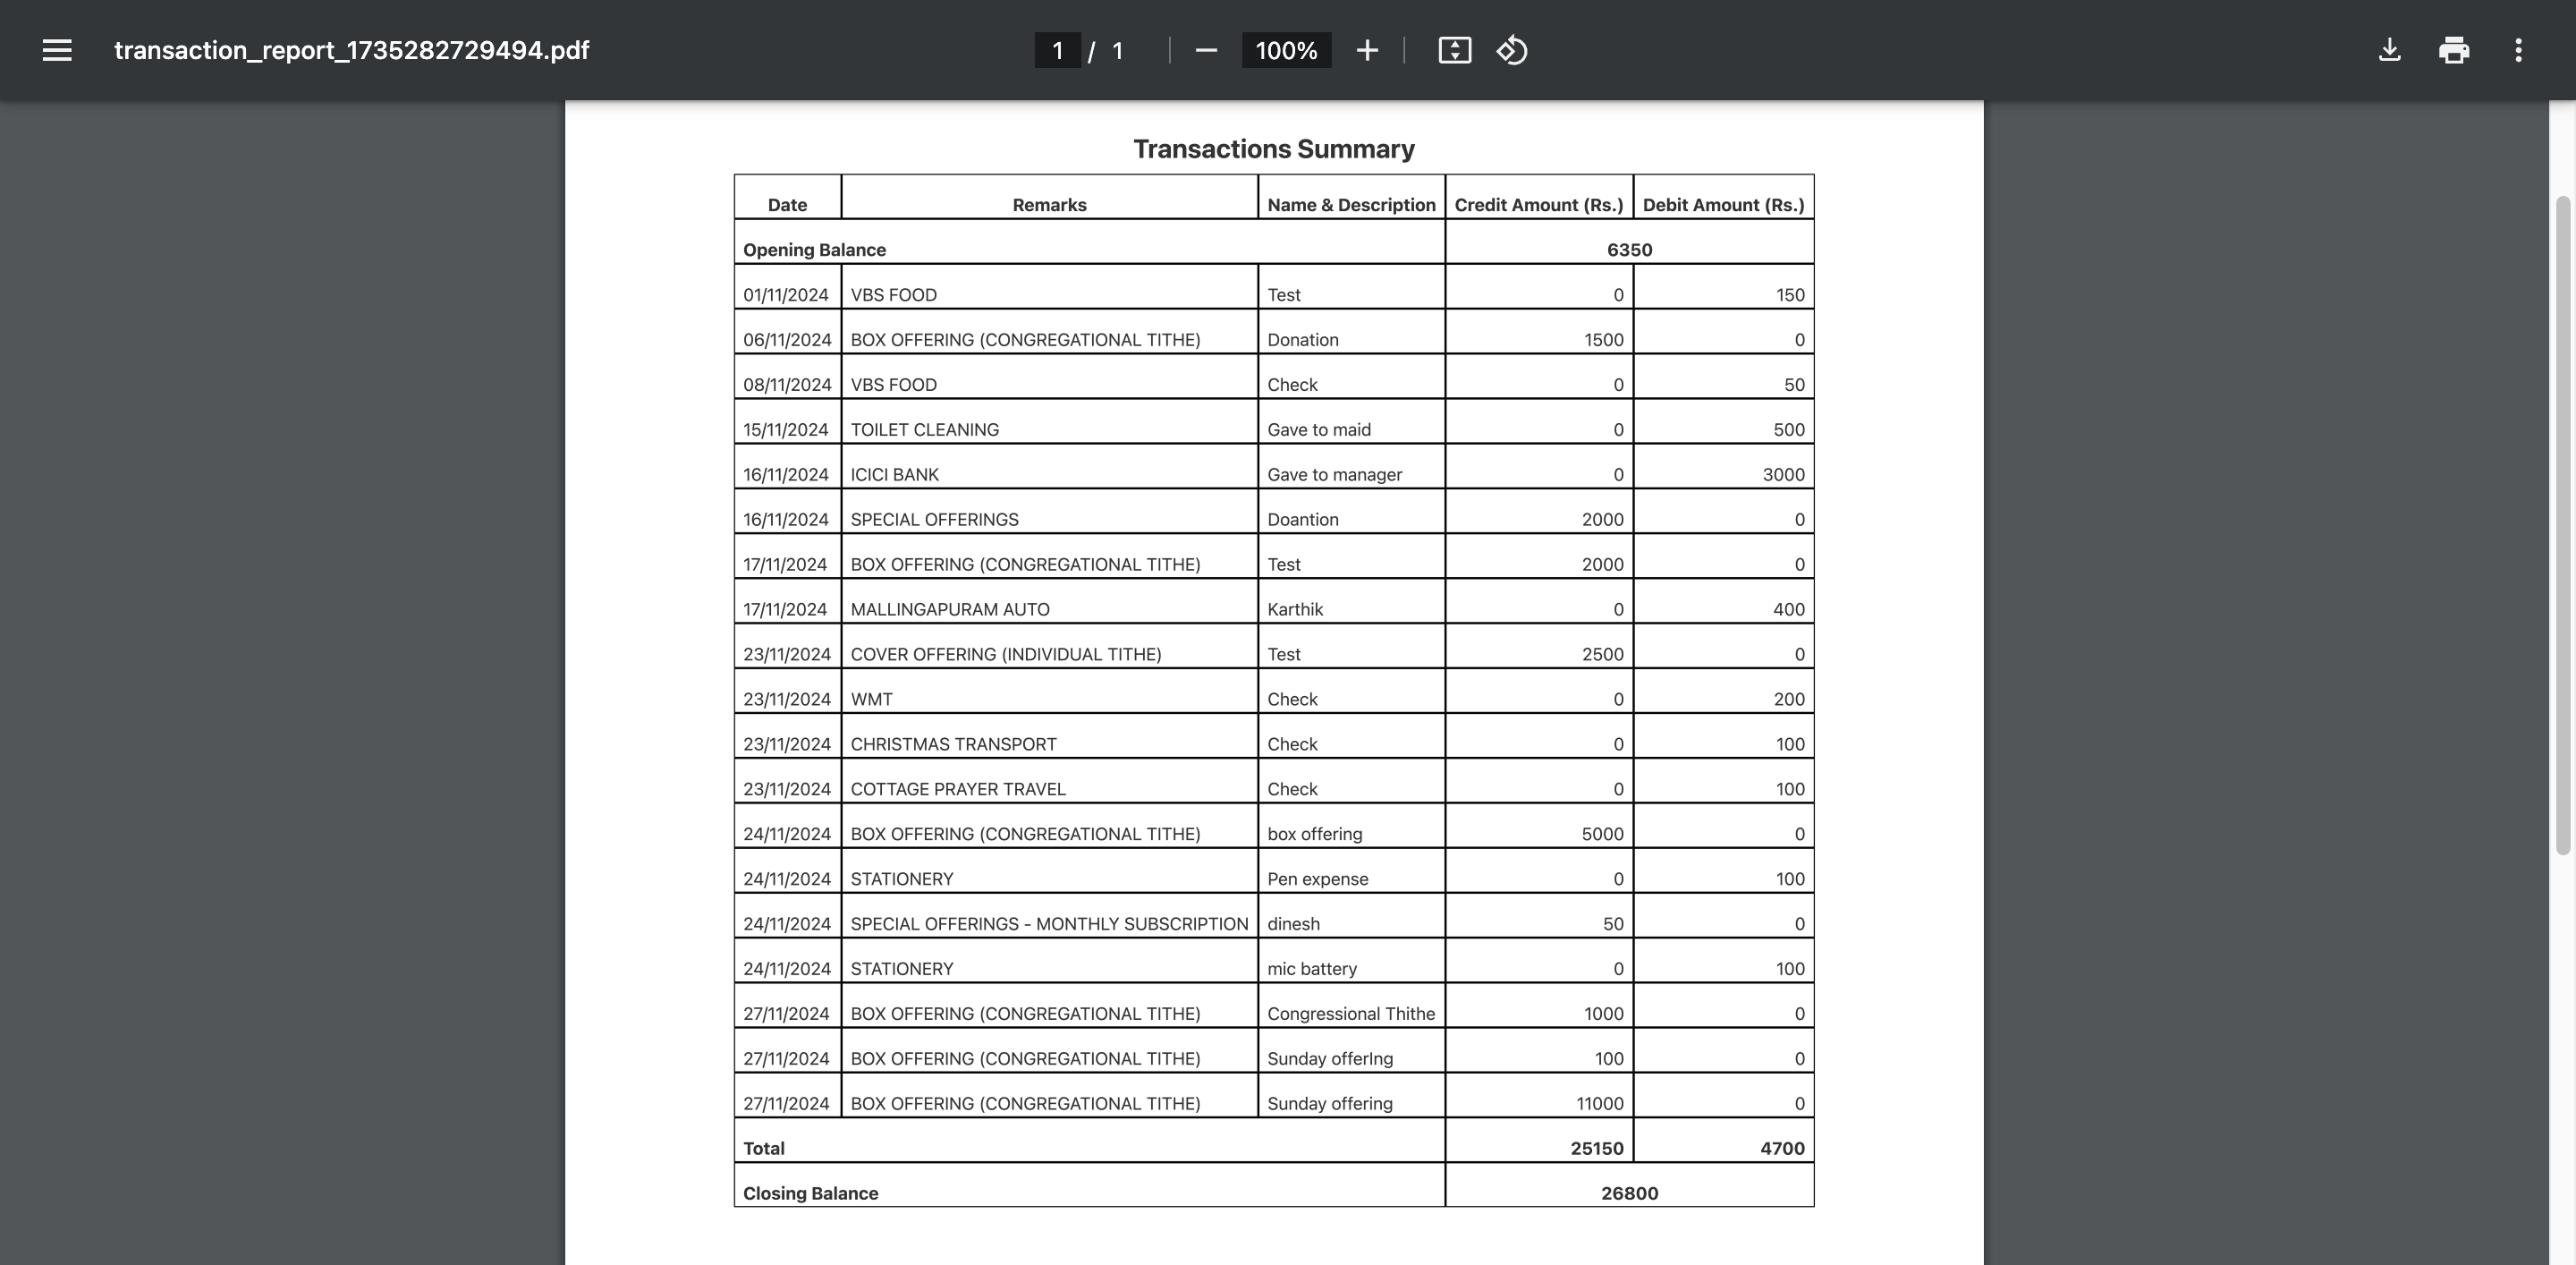 transaction_report_1735282729494.pdf 1 / 1 100%
Transactions Summary
Date Remarks Name & Description Credit Amount (Rs.) Debit Amount (Rs.)
Opening Balance 6350
01/11/2024 VBS FOOD Test 0 150
06/11/2024 BOX OFFERING (CONGREGATIONAL TITHE) Donation 1500 0
08/11/2024 VBS FOOD Check 0 50
15/11/2024 TOILET CLEANING Gave to maid 0 500
16/11/2024 ICICI BANK Gave to manager 0 3000
16/11/2024 SPECIAL OFFERINGS Doantion 2000 0
17/11/2024 BOX OFFERING (CONGREGATIONAL TITHE) Test 2000 0
17/11/2024 MALLINGAPURAM AUTO Karthik 0 400
23/11/2024 COVER OFFERING (INDIVIDUAL TITHE) Test 2500 0
23/11/2024 WMT Check 0 200
23/11/2024 CHRISTMAS TRANSPORT Check 0 100
23/11/2024 COTTAGE PRAYER TRAVEL Check 0 100
24/11/2024 BOX OFFERING (CONGREGATIONAL TITHE) box offering 5000 0
24/11/2024 STATIONERY Pen expense 0 100
24/11/2024 SPECIAL OFFERINGS - MONTHLY SUBSCRIPTION dinesh 50 0
24/11/2024 STATIONERY mic battery 0 100
27/11/2024 BOX OFFERING (CONGREGATIONAL TITHE) Congressional Thithe 1000 0
27/11/2024 BOX OFFERING (CONGREGATIONAL TITHE) Sunday offerIng 100 0
27/11/2024 BOX OFFERING (CONGREGATIONAL TITHE) Sunday offering 11000 0
Total 25150 4700
Closing Balance 26800